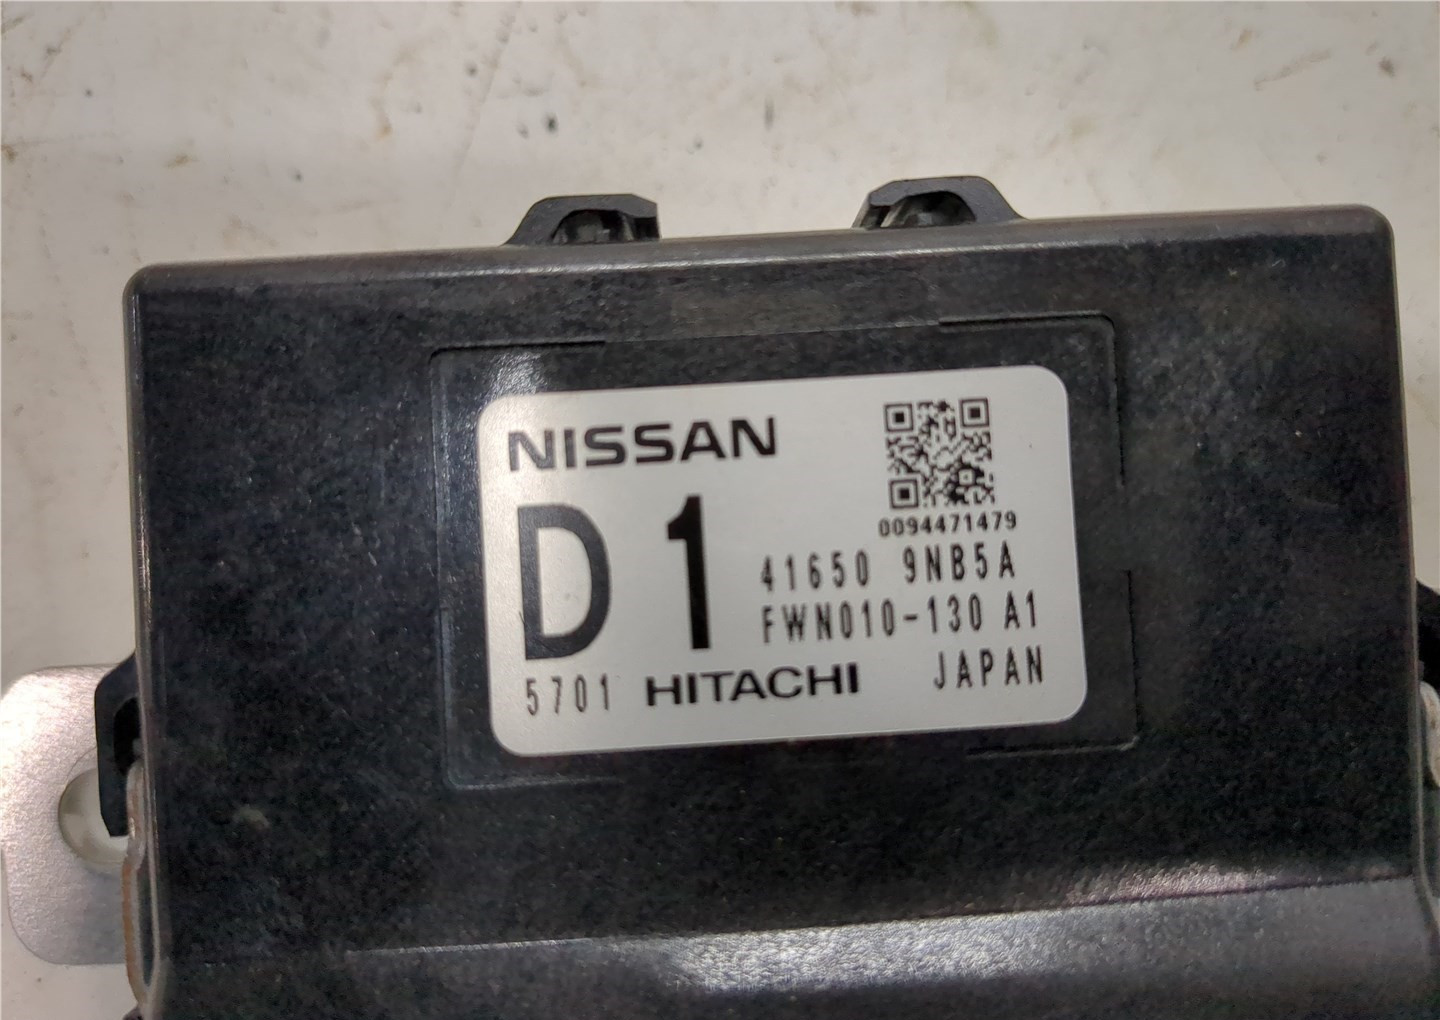 NISSAN
0094471479
D1
41650 9NB5A
FWN010-130 A1
5701 HITACHI JAPAN